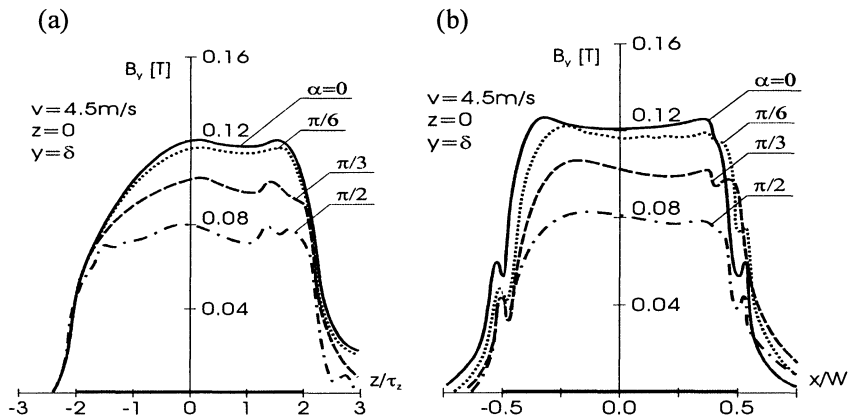 (a)
B_y [T]
0.16
v=4.5m/s
z=0
y=δ
α=0
π/6
π/3
π/2
0.12
0.08
0.04
-3 -2 -1 0 1 2 3
z/τ_z
(b)
B_y [T]
0.16
v=4.5m/s
z=0
y=δ
α=0
π/6
π/3
π/2
0.12
0.08
0.04
-0.5 0.0 0.5
x/W